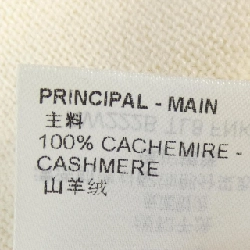 PRINCIPAL - MAIN
主料
100% CACHEMIRE -
CASHMERE
山羊绒